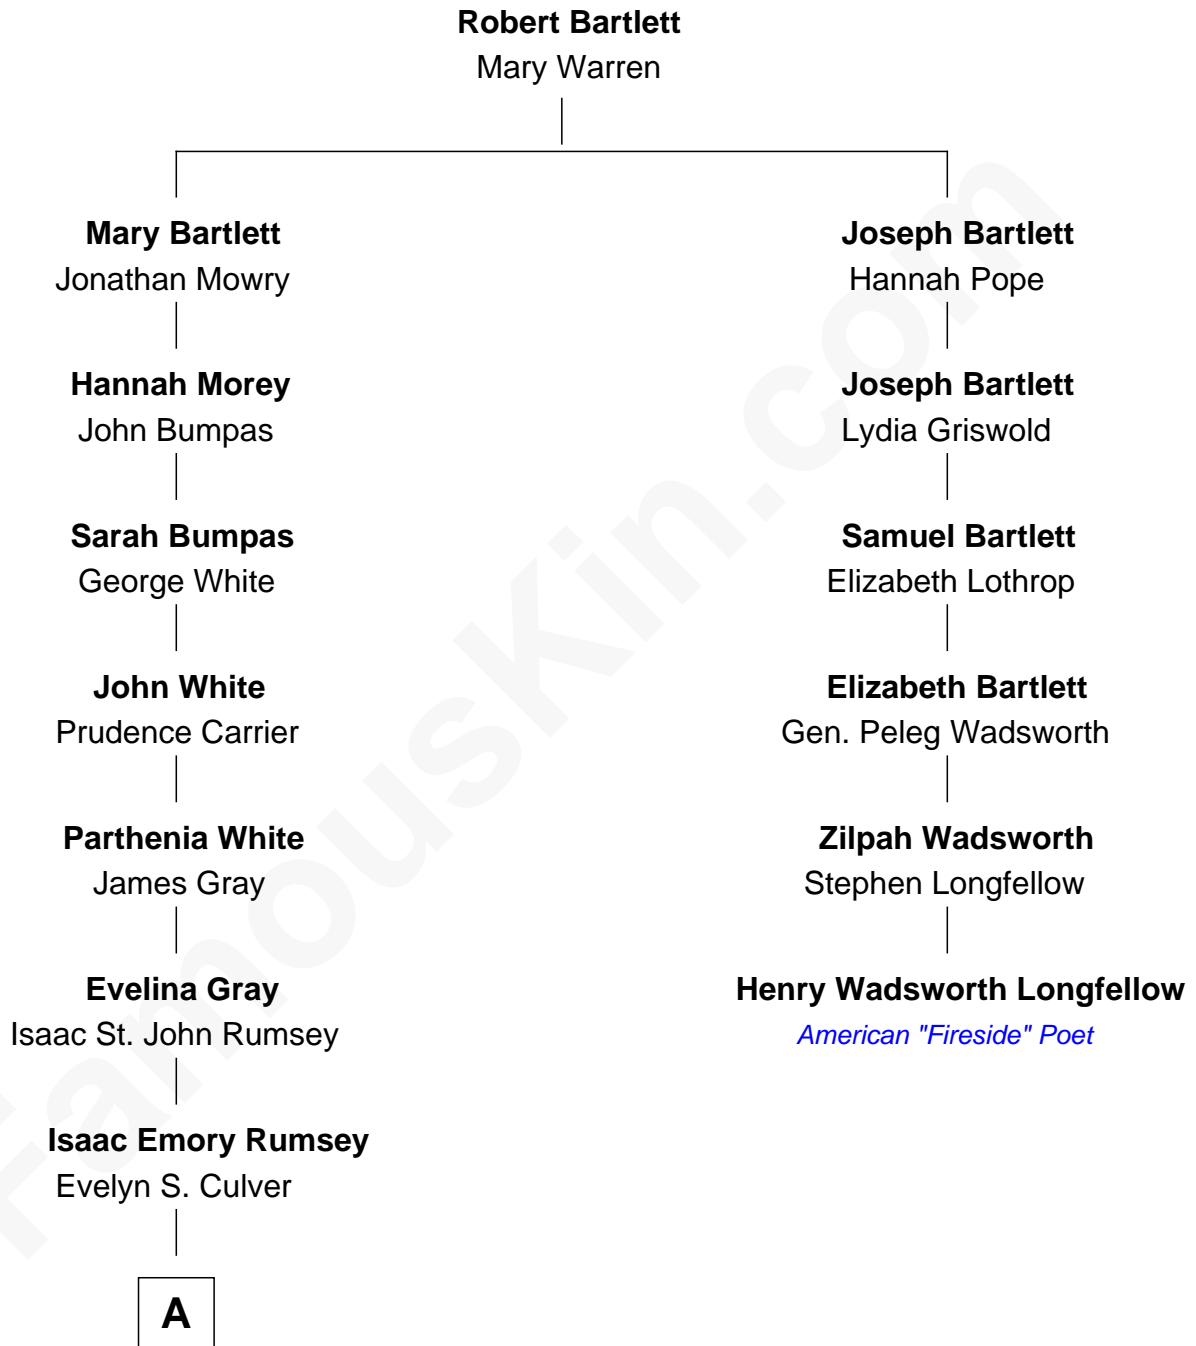 Robert Bartlett
Mary Warren
Mary Bartlett
Jonathan Mowry
Joseph Bartlett
Hannah Pope
Hannah Morey
John Bumpas
Joseph Bartlett
Lydia Griswold
Sarah Bumpas
George White
Samuel Bartlett
Elizabeth Lothrop
John White
Prudence Carrier
Elizabeth Bartlett
Gen. Peleg Wadsworth
Parthenia White
James Gray
Zilpah Wadsworth
Stephen Longfellow
Evelina Gray
Isaac St. John Rumsey
Henry Wadsworth Longfellow
American "Fireside" Poet
Isaac Emory Rumsey
Evelyn S. Culver
A
FamousKin.com